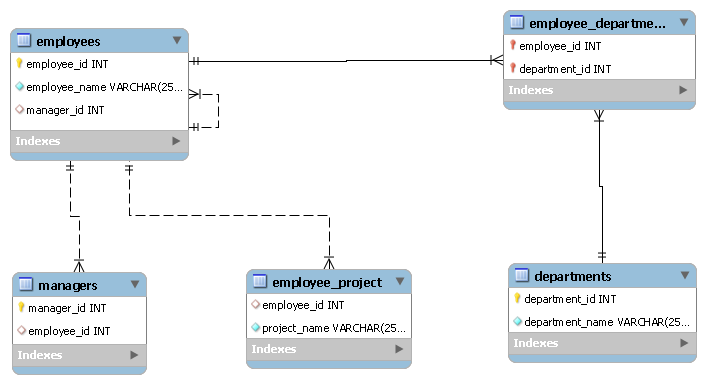 employees
employee_id INT
employee_name VARCHAR(25...
manager_id INT
Indexes
employee_departme...
employee_id INT
department_id INT
Indexes
managers
manager_id INT
employee_id INT
Indexes
employee_project
employee_id INT
project_name VARCHAR(25...
Indexes
departments
department_id INT
department_name VARCHAR(25...
Indexes